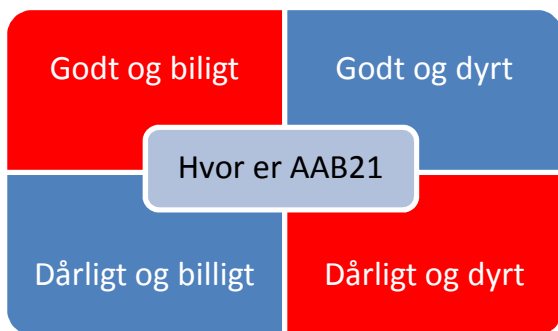 Godt og biligt
Godt og dyrt
Hvor er AAB21
Dårligt og billigt
Dårligt og dyrt